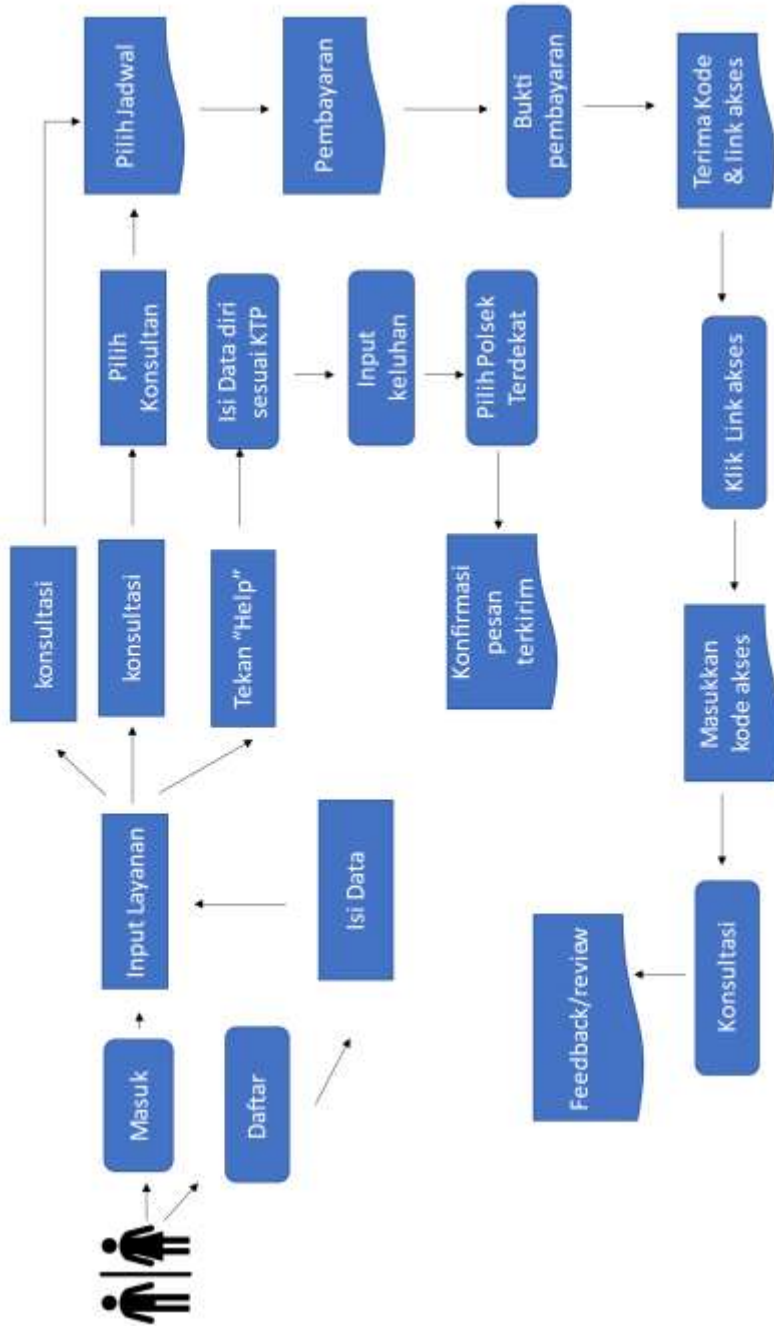 Masuk
Daftar
Input Layanan
Isi Data
konsultasi
konsultasi
Tekan “Help”
Pilih
Konsultan
Isi Data diri
sesuai KTP
Input
keluhan
Pilih Polsek
Terdekat
Konfirmasi
pesan
terkirim
Pilih Jadwal
Pembayaran
Bukti
pembayaran
Terima Kode
& link akses
Klik Link akses
Masukkan
kode akses
Konsultasi
Feedback/review